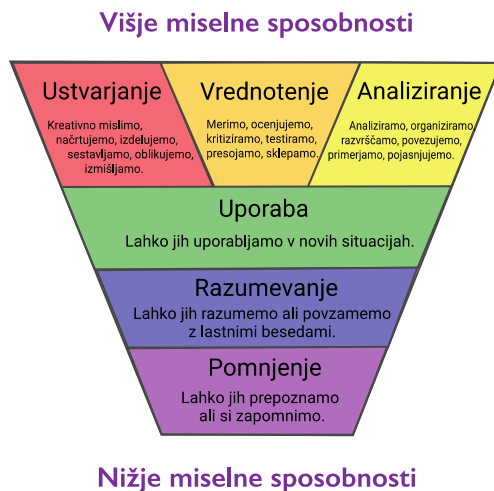 Višje miselne sposobnosti
Ustvarjanje
Kreativno mislimo,
načrtujemo, izdelujemo,
sestavljamo, oblikujemo,
izmišljamo.
Vrednotenje
Merimo, ocenjujemo,
kritiziramo, testiramo,
presojamo, sklepamo.
Analiziranje
Analiziramo, organiziramo
razvrščamo, povezujemo,
primerjamo, pojasnjujemo.
Uporaba
Lahko jih uporabljamo v novih situacijah.
Razumevanje
Lahko jih razumemo ali povzamemo
z lastnimi besedami.
Pomnjenje
Lahko jih prepoznamo
ali si zapomnimo.
Nižje miselne sposobnosti